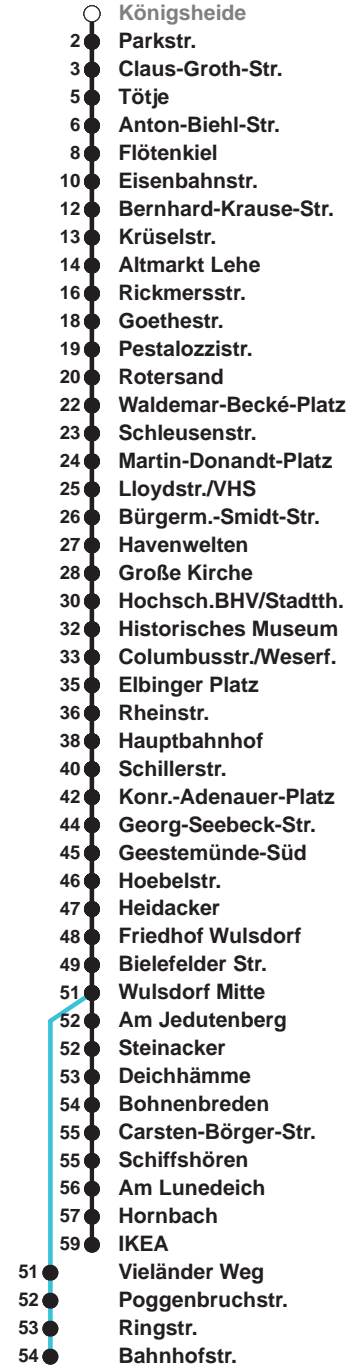 Königsheide
2 Parkstr.
3 Claus-Groth-Str.
5 Tötje
6 Anton-Biehl-Str.
8 Flötenkiel
10 Eisenbahnstr.
12 Bernhard-Krause-Str.
13 Krüselstr.
14 Altmarkt Lehe
16 Rickmersstr.
18 Goethestr.
19 Pestalozzistr.
20 Rotersand
22 Waldemar-Becké-Platz
23 Schleusenstr.
24 Martin-Donandt-Platz
25 Lloydstr./VHS
26 Bürgerm.-Smidt-Str.
27 Havenwelten
28 Große Kirche
30 Hochsch.BHV/Stadtth.
32 Historisches Museum
33 Columbusstr./Weserf.
35 Elbinger Platz
36 Rheinstr.
38 Hauptbahnhof
40 Schillerstr.
42 Konr.-Adenauer-Platz
44 Georg-Seebeck-Str.
45 Geestemünde-Süd
46 Hoebelstr.
47 Heidacker
48 Friedhof Wulsdorf
49 Bielefelder Str.
51 Wulsdorf Mitte
52 Am Jedutenberg
52 Steinacker
53 Deichhämme
54 Bohnenbreden
55 Carsten-Börger-Str.
55 Schiffshören
56 Am Lunedeich
57 Hornbach
59 IKEA
51 Vieländer Weg
52 Poggenbruchstr.
53 Ringstr.
54 Bahnhofstr.